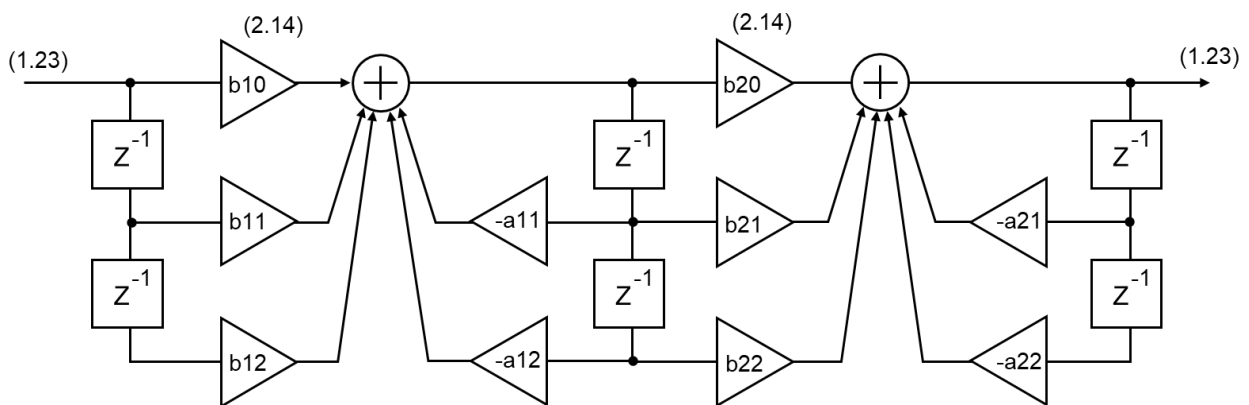 (2.14)
(2.14)
(1.23)
(1.23)
b10
b20
Z⁻¹
Z⁻¹
Z⁻¹
b11
-a11
b21
-a21
Z⁻¹
Z⁻¹
Z⁻¹
b12
-a12
b22
-a22